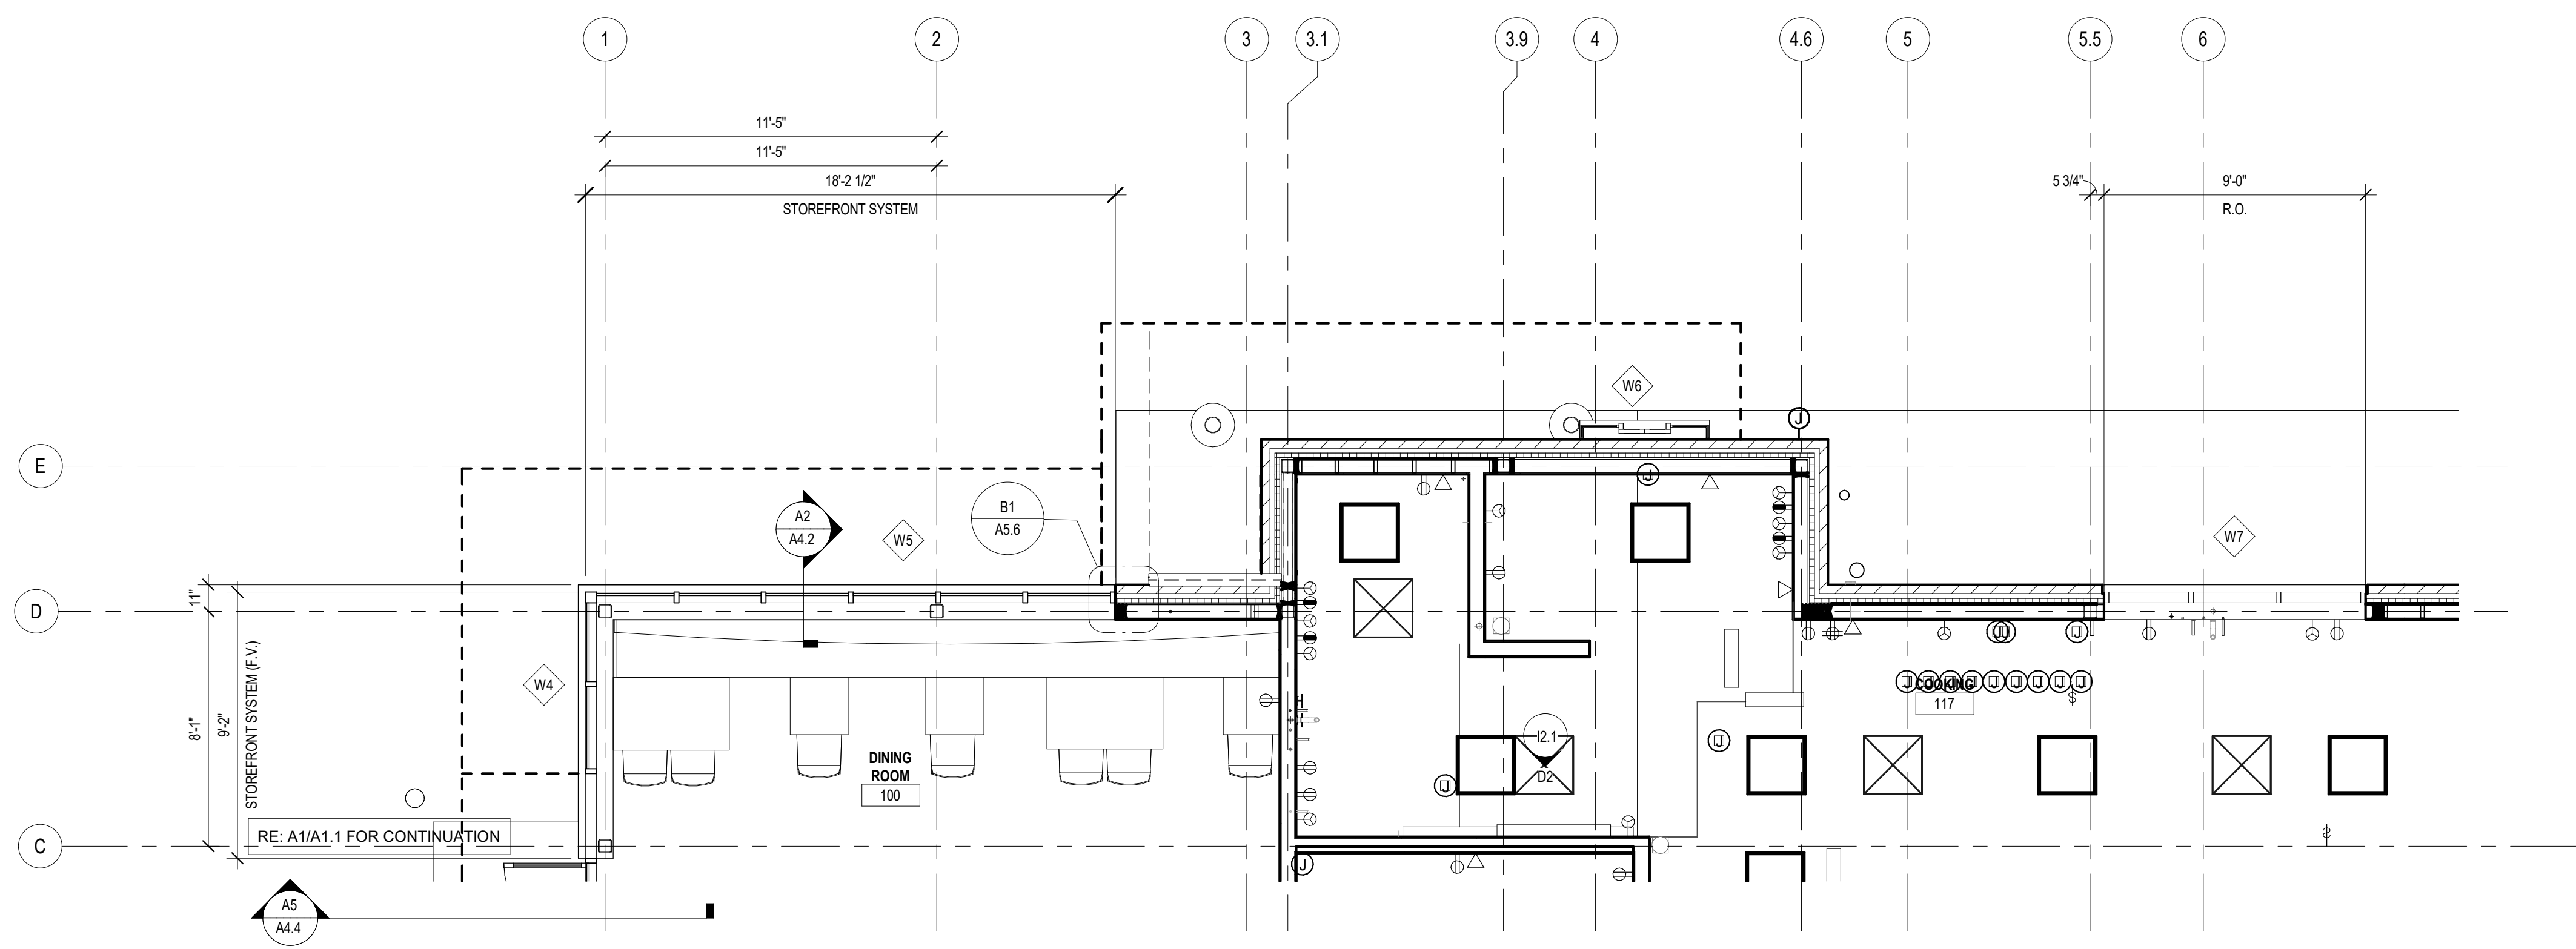 1 2 3 3.1 3.9 4 4.6 5 5.5 6
11'-5"
11'-5"
18'-2 1/2"
STOREFRONT SYSTEM
5 3/4" 9'-0"
R.O.
W6
J
E
J
B1
A5.6
A2
A4.2
W5
W7
11"
D
J J J
STOREFRONT SYSTEM (F.V.)
8'-1"
9'-2"
W4
J J J J J J J J J
COOKING
117
DINING
ROOM
100
I2.1
D2
J
J
RE: A1/A1.1 FOR CONTINUATION
C
J
A5
A4.4